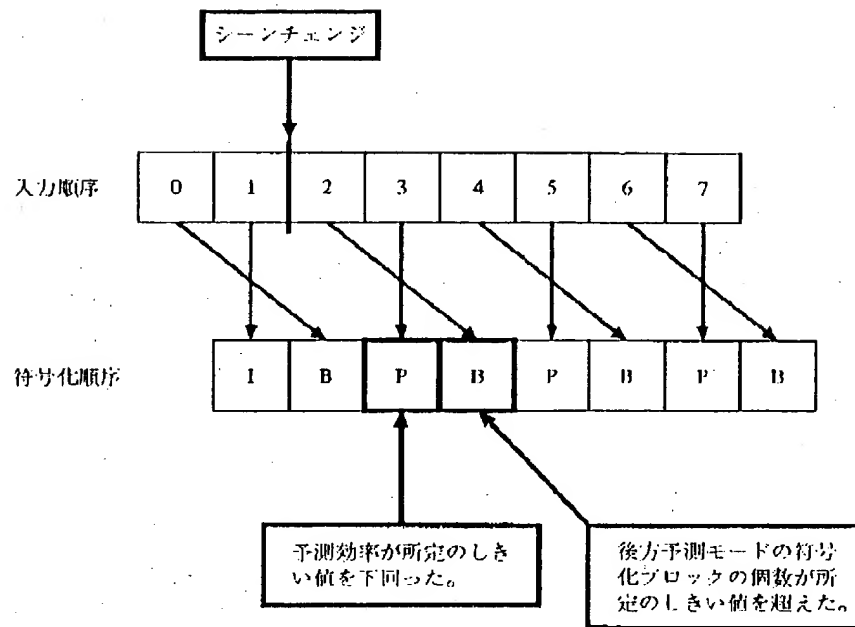 シーンチェンジ
入力順序
0 1 2 3 4 5 6 7
符号化順序
I B P B P B P B
予測効率が所定のしき
い値を下回った。
後方予測モードの符号
化ブロックの個数が所
定のしきい値を超えた。